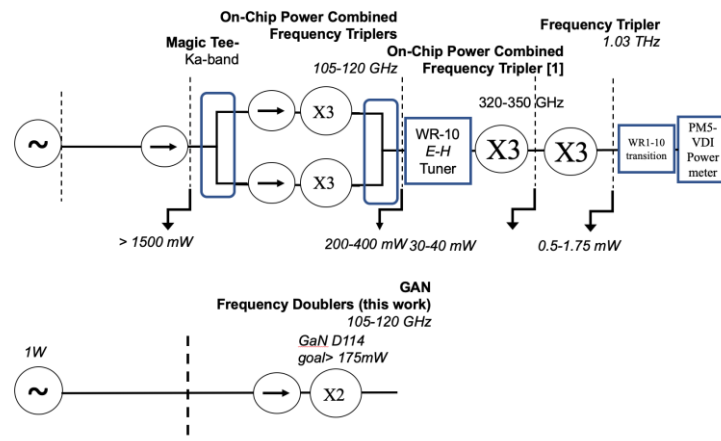 On-Chip Power Combined
Frequency Triplers
105-120 GHz
Magic Tee-
Ka-band
On-Chip Power Combined
Frequency Tripler [1]
320-350 GHz
Frequency Tripler
1.03 THz
~
X3
X3
WR-10
E-H
Tuner
X3
X3
WR1-10
transition
PM5-
VDI
Power
meter
> 1500 mW
200-400 mW
30-40 mW
0.5-1.75 mW
GAN
Frequency Doublers (this work)
105-120 GHz
GaN D114
goal> 175mW
1W
~
X2